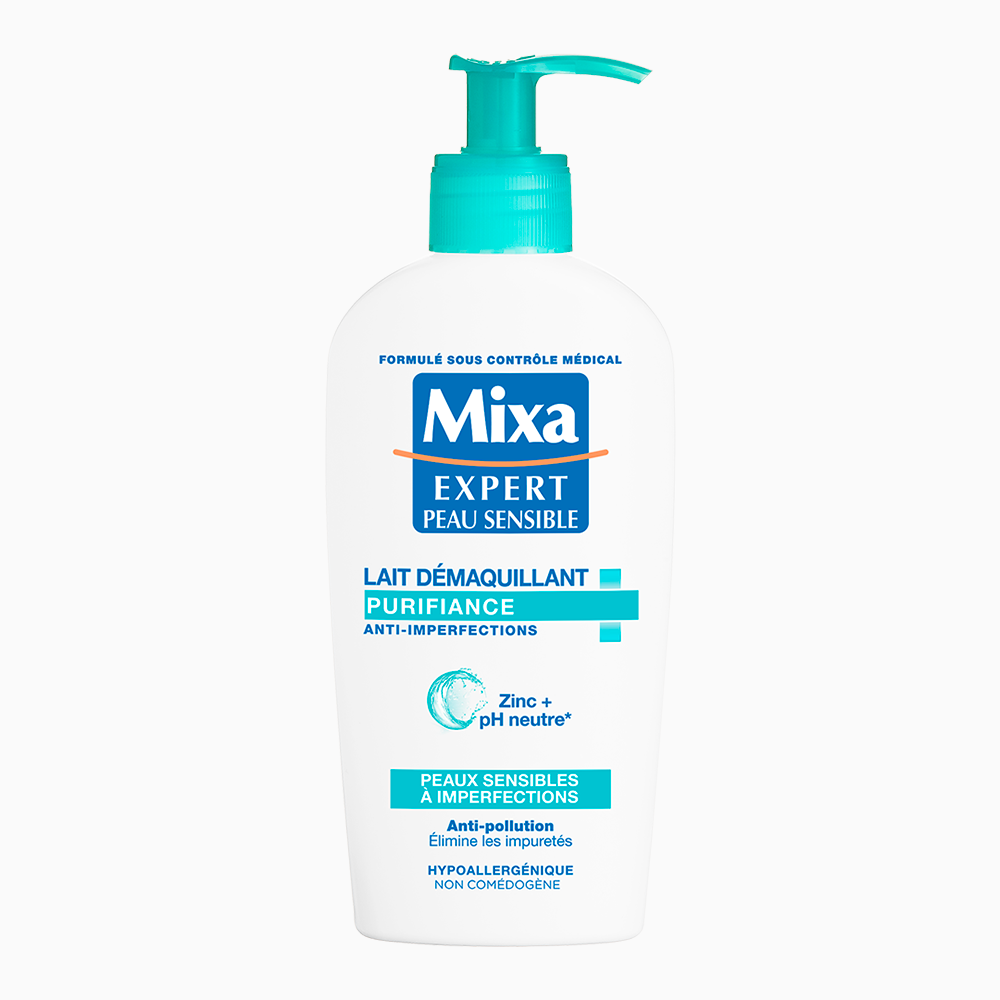 FORMULÉ SOUS CONTRÔLE MÉDICAL
Mixa
EXPERT
PEAU SENSIBLE
LAIT DÉMAQUILLANT
PURIFIANCE
ANTI-IMPERFECTIONS
Zinc +
pH neutre*
PEAUX SENSIBLES
À IMPERFECTIONS
Anti-pollution
Élimine les impuretés
HYPOALLERGÉNIQUE
NON COMÉDOGÈNE